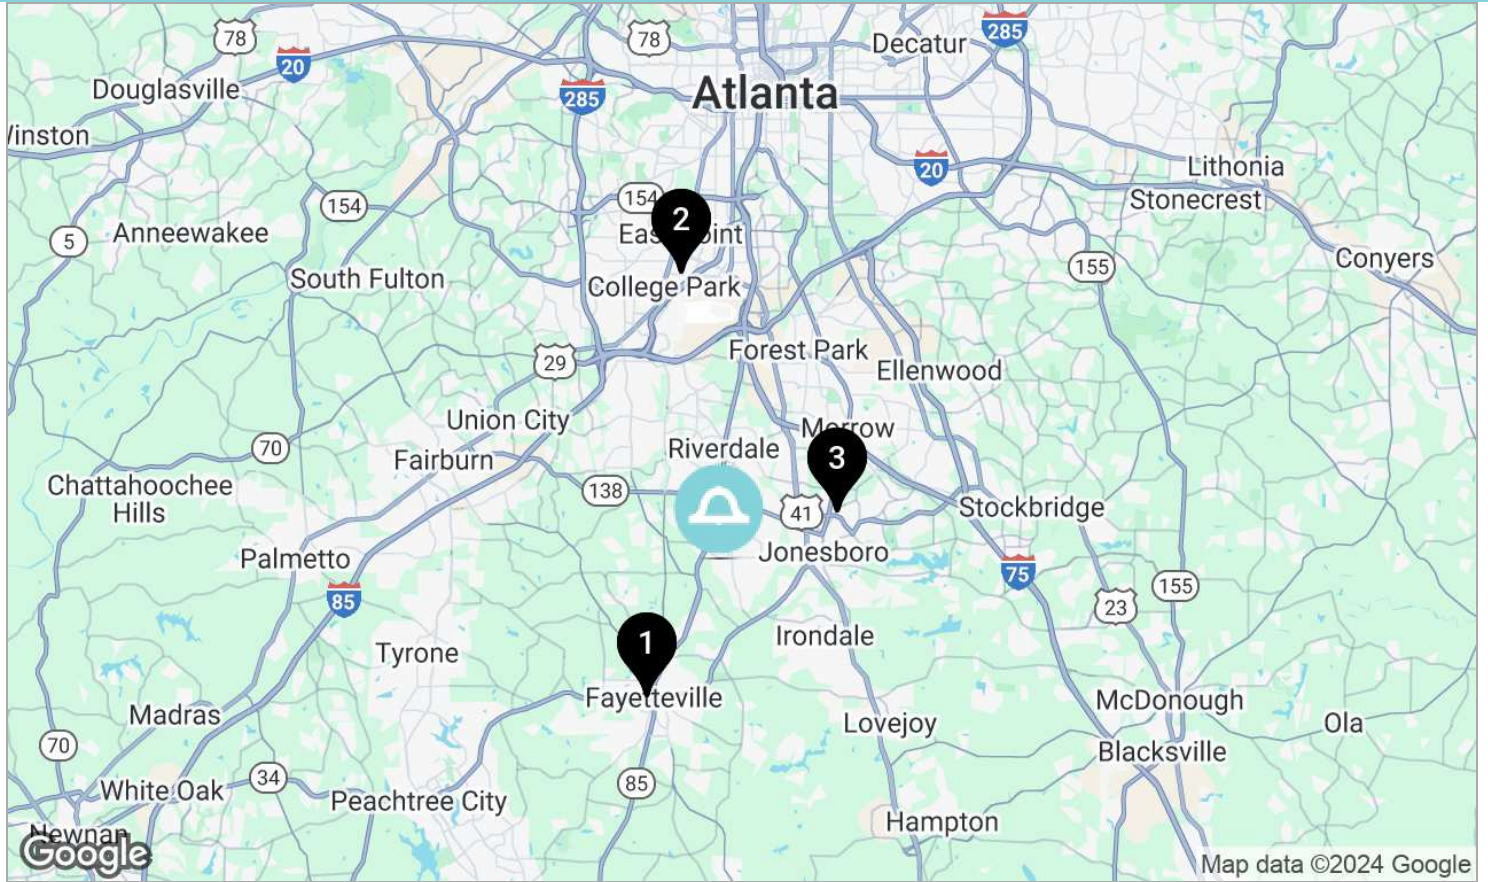 78
78
Decatur
285
20
Douglasville
285
Atlanta
Winston
20
Lithonia
154
154
Stonecrest
2
5
Anneewakee
East Point
155
Conyers
South Fulton
College Park
29
Forest Park
Ellenwood
Union City
Morrow
70
Riverdale
Fairburn
3
Chattahoochee
Hills
138
41
Stockbridge
Palmetto
Jonesboro
75
85
155
23
1
Irondale
Tyrone
Fayetteville
McDonough
Madras
Lovejoy
Ola
70
Blacksville
34
85
White Oak
Peachtree City
Hampton
Newnan
Google
Map data ©2024 Google